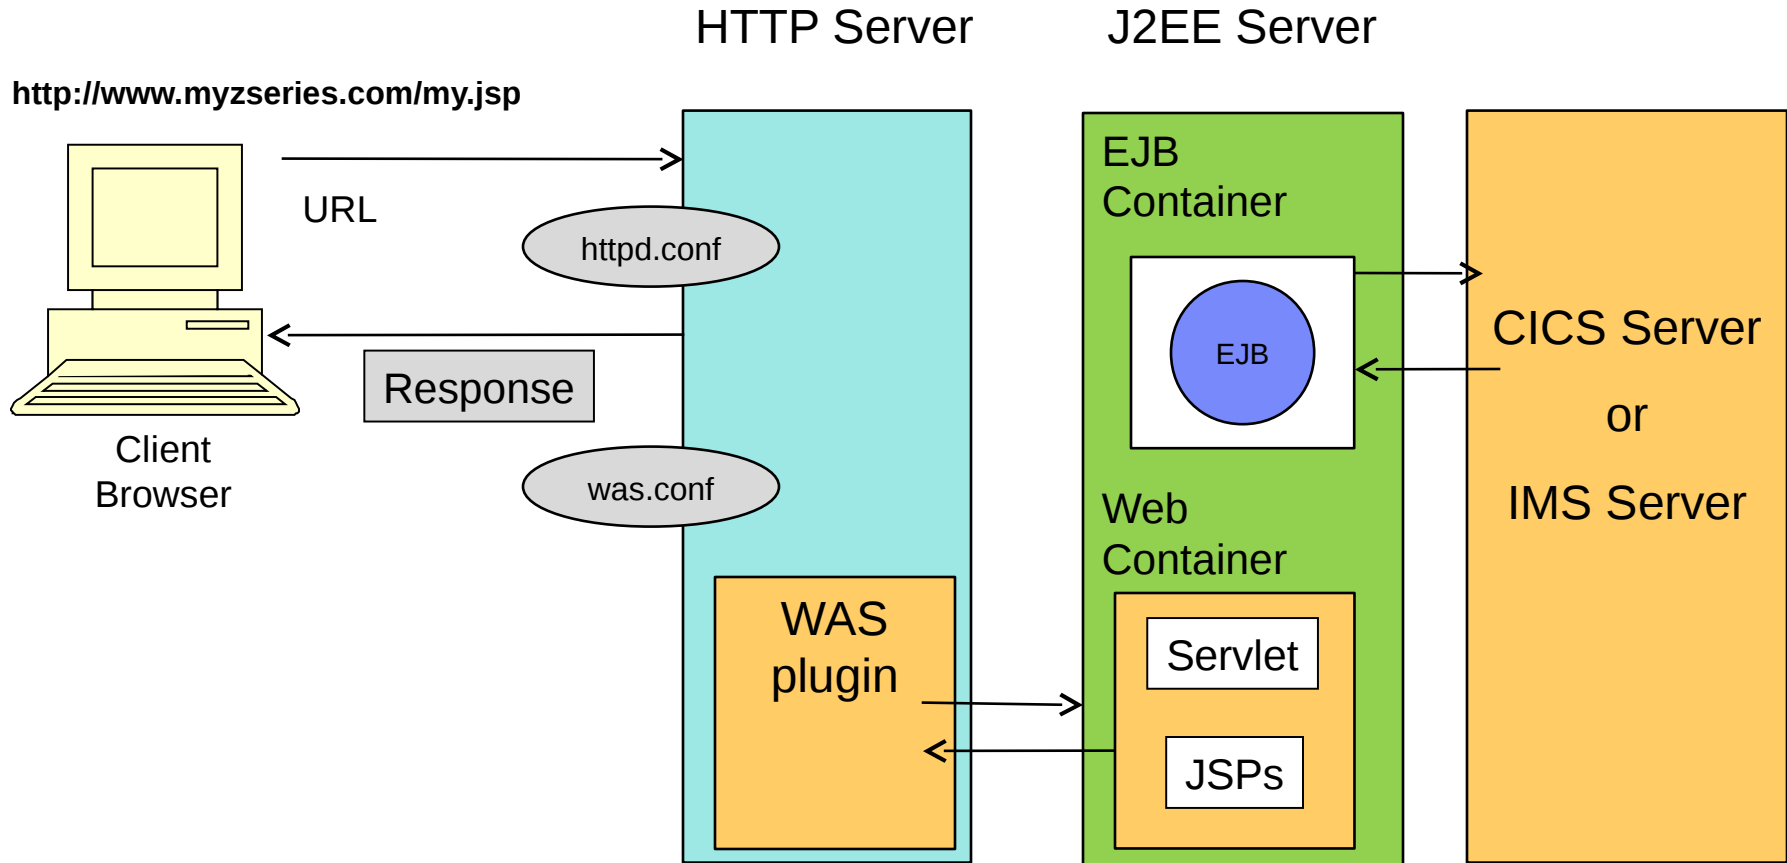 HTTP Server
J2EE Server
http://www.myzseries.com/my.jsp
URL
httpd.conf
Response
Client
Browser
was.conf
WAS
plugin
EJB
Container
EJB
Web
Container
Servlet
JSPs
CICS Server
or
IMS Server